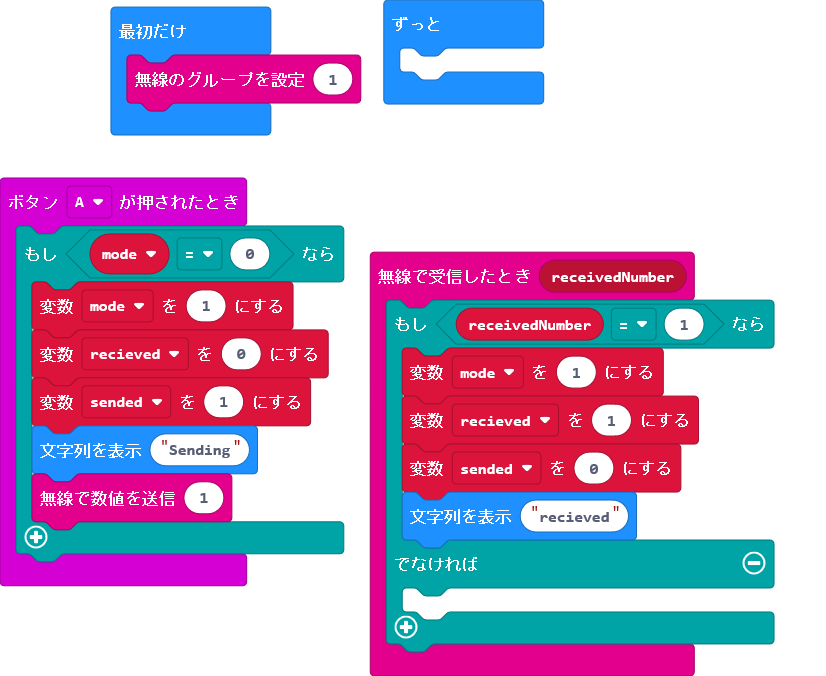 最初だけ
無線のグループを設定 1
ずっと
ボタン A が押されたとき
もし mode = 0 なら
変数 mode を 1 にする
変数 recieved を 0 にする
変数 sended を 1 にする
文字列を表示 "Sending"
無線で数値を送信 1
無線で受信したとき receivedNumber
もし receivedNumber = 1 なら
変数 mode を 1 にする
変数 recieved を 1 にする
変数 sended を 0 にする
文字列を表示 "recieved"
でなければ